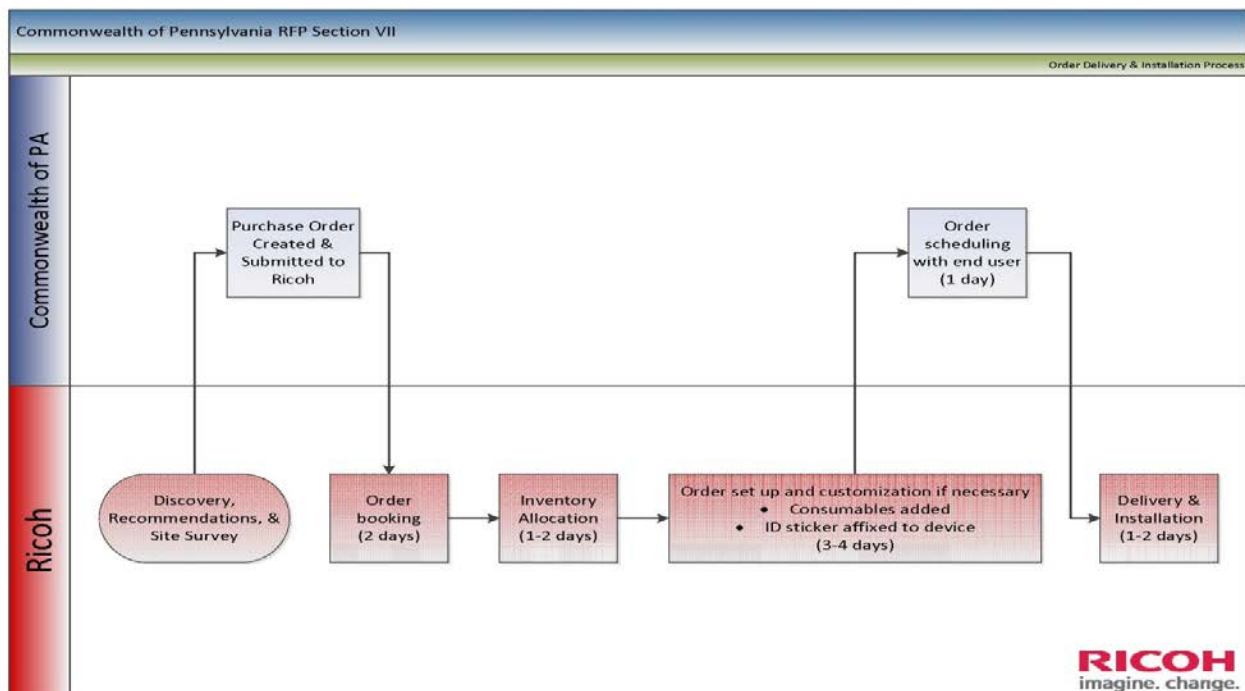 Commonwealth of Pennsylvania RFP Section VII
Order Delivery & Installation Process
Commonwealth of PA
Purchase Order
Created &
Submitted to
Ricoh
Order
scheduling
with end user
(1 day)
Ricoh
Discovery,
Recommendations, &
Site Survey
Order
booking
(2 days)
Inventory
Allocation
(1-2 days)
Order set up and customization if necessary
• Consumables added
• ID sticker affixed to device
(3-4 days)
Delivery &
Installation
(1-2 days)
RICOH
imagine. change.